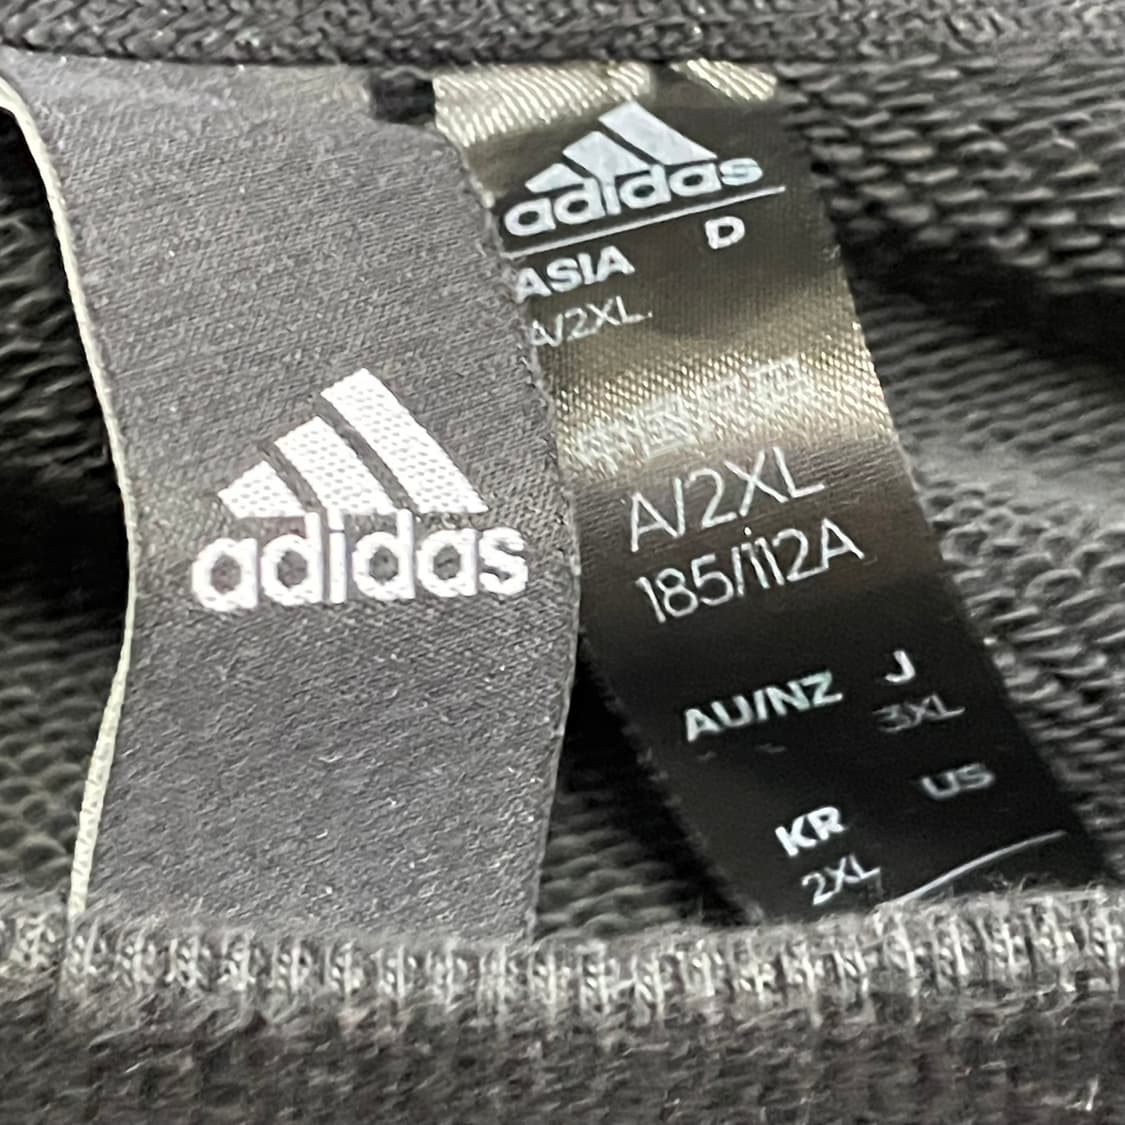 adidas
adidas
ASIA D
A/2XL
A/2XL
185/112A
AU/NZ J
3XL
US
KR
2XL